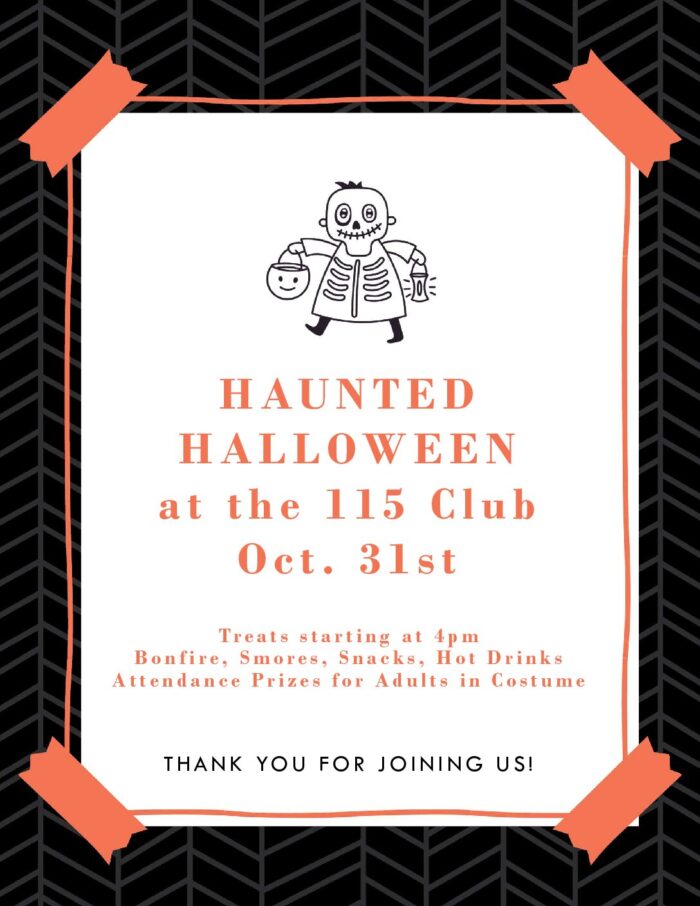 HAUNTED
HALLOWEEN
at the 115 Club
Oct. 31st
Treats starting at 4pm
Bonfire, Smores, Snacks, Hot Drinks
Attendance Prizes for Adults in Costume
THANK YOU FOR JOINING US!